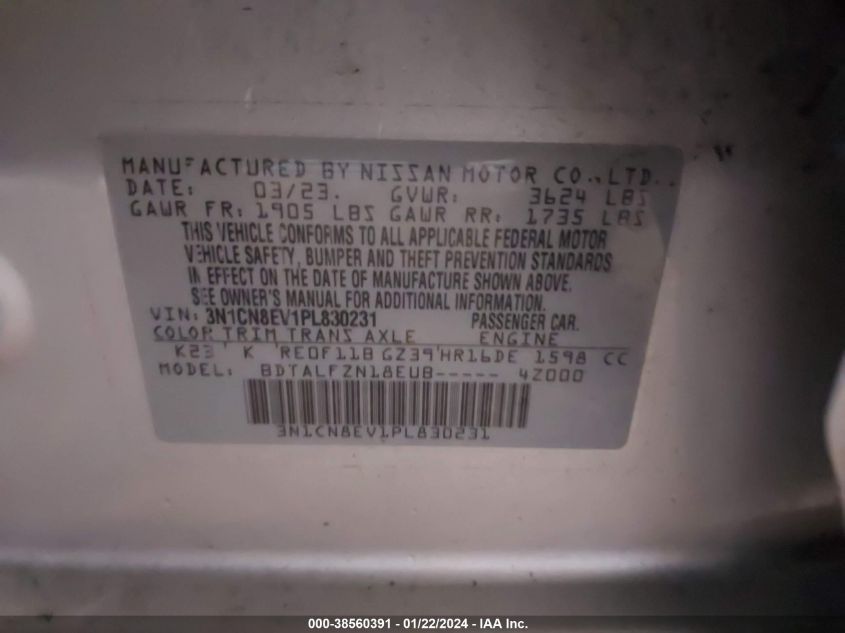 MANUFACTURED BY NISSAN MOTOR CO.,LTD.
DATE: 03/23. GVWR: 3624 LBS
GAWR FR: 1905 LBS GAWR RR: 1735 LBS
THIS VEHICLE CONFORMS TO ALL APPLICABLE FEDERAL MOTOR
VEHICLE SAFETY, BUMPER AND THEFT PREVENTION STANDARDS
IN EFFECT ON THE DATE OF MANUFACTURE SHOWN ABOVE.
SEE OWNER'S MANUAL FOR ADDITIONAL INFORMATION.
VIN: 3N1CN8EV1PL830231 PASSENGER CAR.
COLOR TRIM TRANS AXLE ENGINE
K23 K RE0F11B GZ39 HR16DE 1598 CC
MODEL: BDTALFZN18EUB----- 4Z000
3N1CN8EV1PL830231
000-38560391 - 01/22/2024 - IAAI Inc.